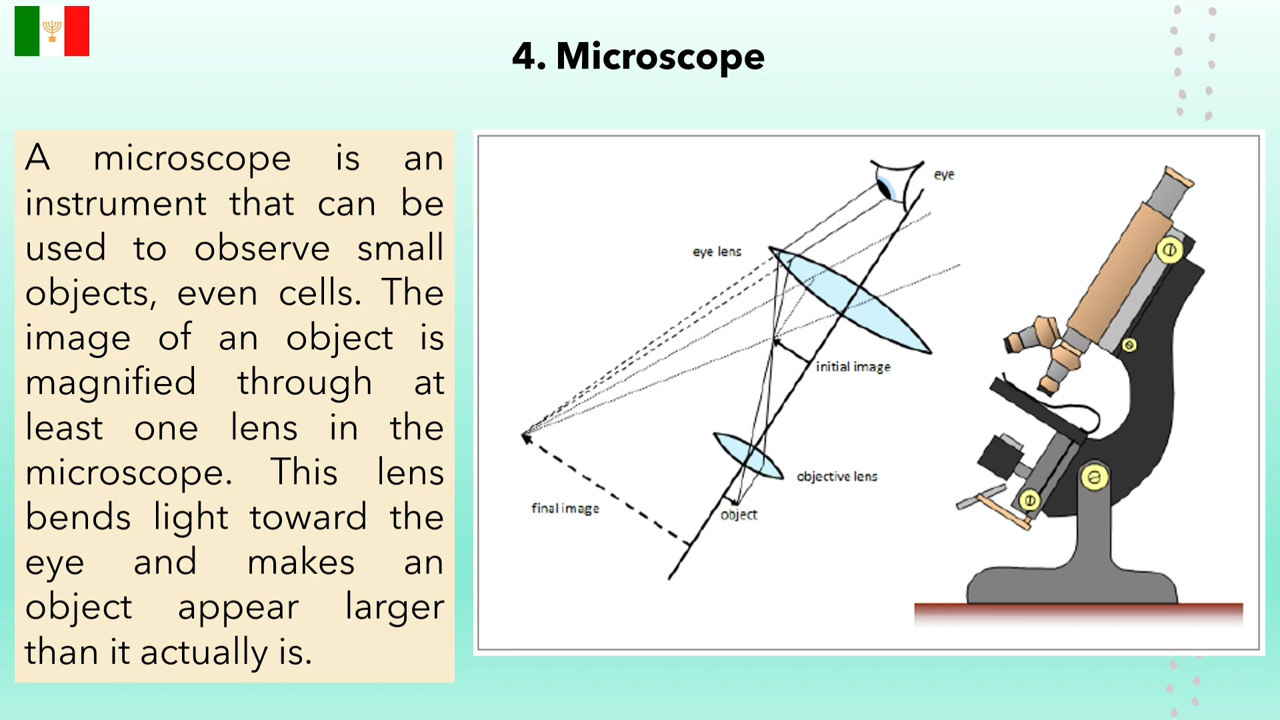 4. Microscope
A microscope is an
instrument that can be
used to observe small
objects, even cells. The
image of an object is
magnified through at
least one lens in the
microscope. This lens
bends light toward the
eye and makes an
object appear larger
than it actually is.
eye
eye lens
initial image
objective lens
final image
object